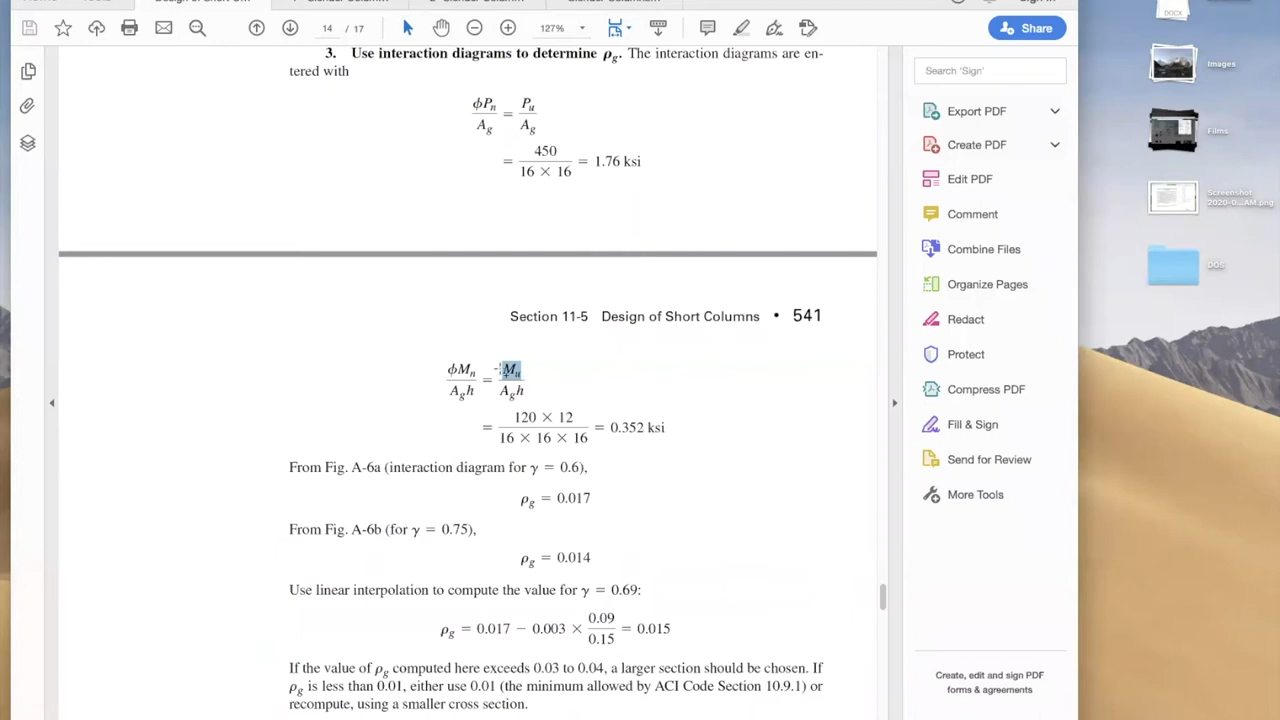 14 / 17
127%
Share
3. Use interaction diagrams to determine ρg. The interaction diagrams are en-
tered with
ϕPn/Ag = Pu/Ag
= 450/(16 × 16) = 1.76 ksi
Section 11-5 Design of Short Columns • 541
ϕMn/Agh = Mu/Agh
= (120 × 12)/(16 × 16 × 16) = 0.352 ksi
From Fig. A-6a (interaction diagram for γ = 0.6),
ρg = 0.017
From Fig. A-6b (for γ = 0.75),
ρg = 0.014
Use linear interpolation to compute the value for γ = 0.69:
ρg = 0.017 − 0.003 × 0.09/0.15 = 0.015
If the value of ρg computed here exceeds 0.03 to 0.04, a larger section should be chosen. If
ρg is less than 0.01, either use 0.01 (the minimum allowed by ACI Code Section 10.9.1) or
recompute, using a smaller cross section.
Search 'Sign'
Export PDF
Create PDF
Edit PDF
Comment
Combine Files
Organize Pages
Redact
Protect
Compress PDF
Fill & Sign
Send for Review
More Tools
Create, edit and sign PDF
forms & agreements
DOCX
Images
Films
Screenshot
2020-0...AM.png